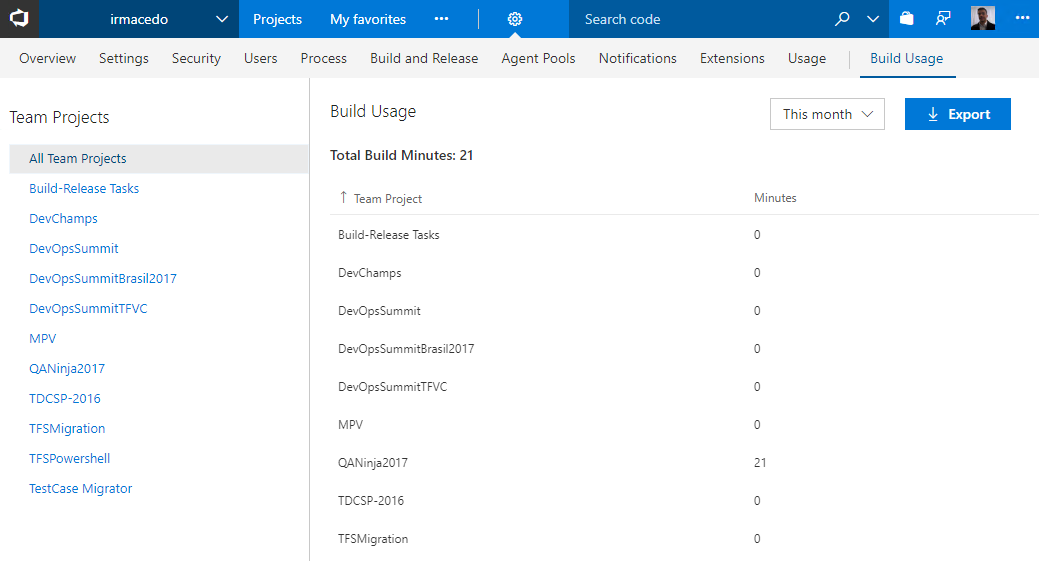 irmacedo Projects My favorites ··· Search code ···
Overview Settings Security Users Process Build and Release Agent Pools Notifications Extensions Usage Build Usage
Team Projects
All Team Projects
Build-Release Tasks
DevChamps
DevOpsSummit
DevOpsSummitBrasil2017
DevOpsSummitTFVC
MPV
QANinja2017
TDCSP-2016
TFSMigration
TFSPowershell
TestCase Migrator
Build Usage This month Export
Total Build Minutes: 21
↑ Team Project Minutes
Build-Release Tasks 0
DevChamps 0
DevOpsSummit 0
DevOpsSummitBrasil2017 0
DevOpsSummitTFVC 0
MPV 0
QANinja2017 21
TDCSP-2016 0
TFSMigration 0